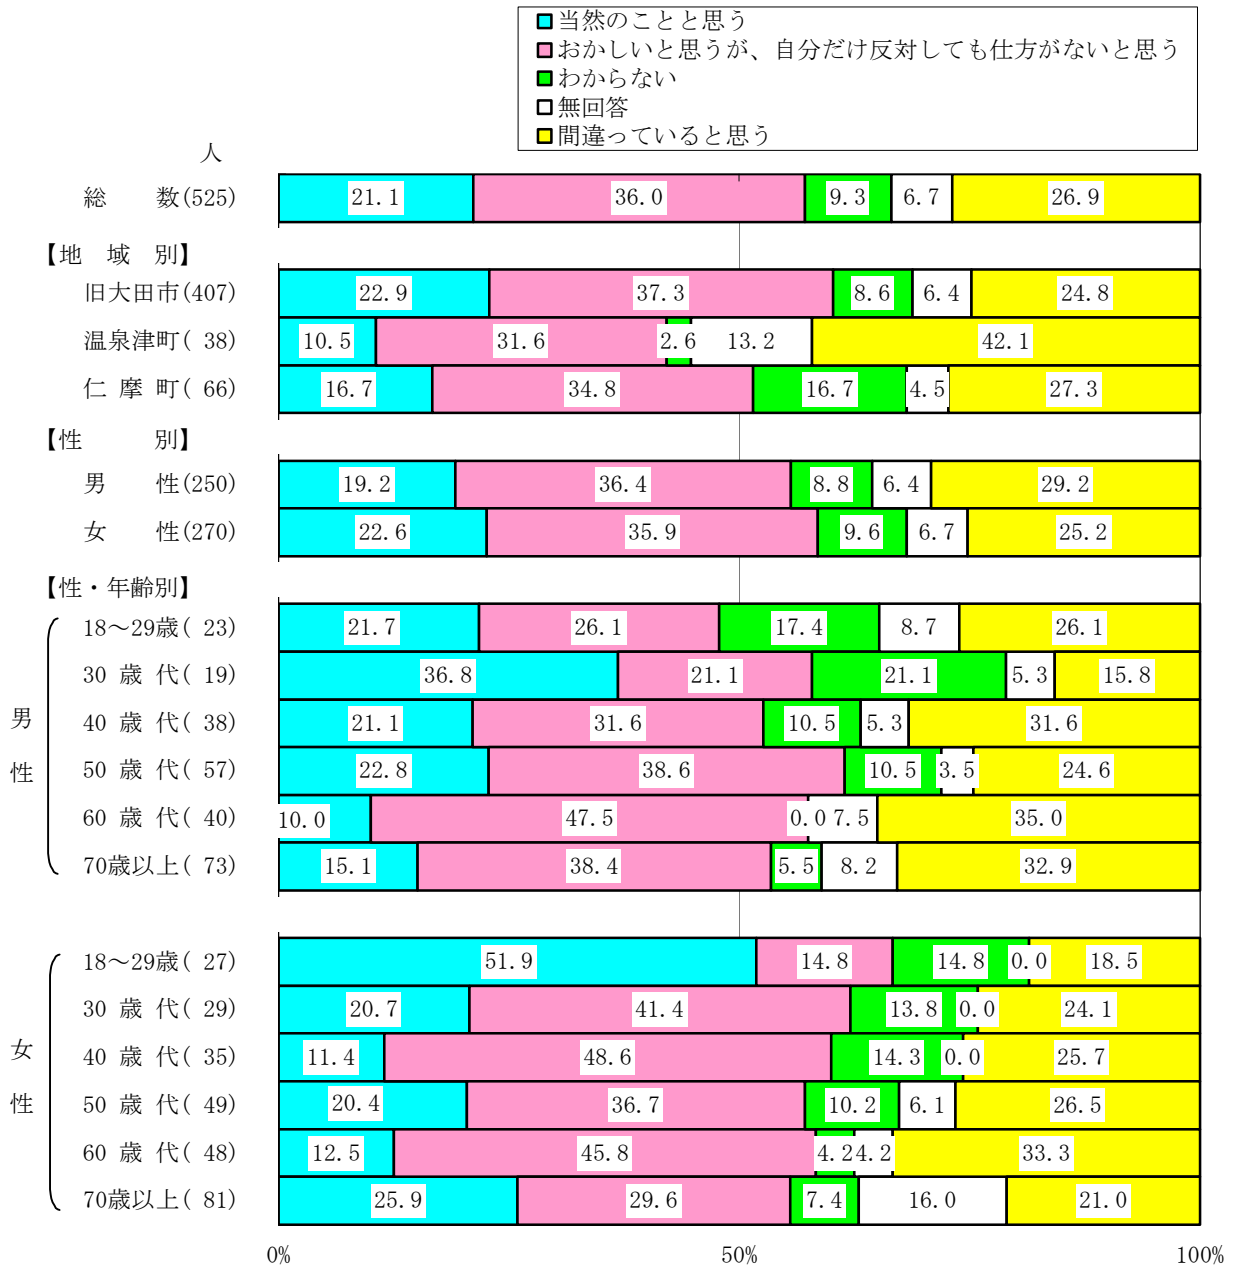 当然のことと思う
おかしいと思うが、自分だけ反対しても仕方がないと思う
わからない
無回答
間違っていると思う
人
総　　数(525) 21.1 36.0 9.3 6.7 26.9
【地　域　別】
旧大田市(407) 22.9 37.3 8.6 6.4 24.8
温泉津町( 38) 10.5 31.6 2.6 13.2 42.1
仁 摩 町( 66) 16.7 34.8 16.7 4.5 27.3
【性　　　別】
男　　性(250) 19.2 36.4 8.8 6.4 29.2
女　　性(270) 22.6 35.9 9.6 6.7 25.2
【性・年齢別】
男性
18～29歳( 23) 21.7 26.1 17.4 8.7 26.1
30 歳 代( 19) 36.8 21.1 21.1 5.3 15.8
40 歳 代( 38) 21.1 31.6 10.5 5.3 31.6
50 歳 代( 57) 22.8 38.6 10.5 3.5 24.6
60 歳 代( 40) 10.0 47.5 0.0 7.5 35.0
70歳以上( 73) 15.1 38.4 5.5 8.2 32.9
女性
18～29歳( 27) 51.9 14.8 14.8 0.0 18.5
30 歳 代( 29) 20.7 41.4 13.8 0.0 24.1
40 歳 代( 35) 11.4 48.6 14.3 0.0 25.7
50 歳 代( 49) 20.4 36.7 10.2 6.1 26.5
60 歳 代( 48) 12.5 45.8 4.2 4.2 33.3
70歳以上( 81) 25.9 29.6 7.4 16.0 21.0
0% 50% 100%